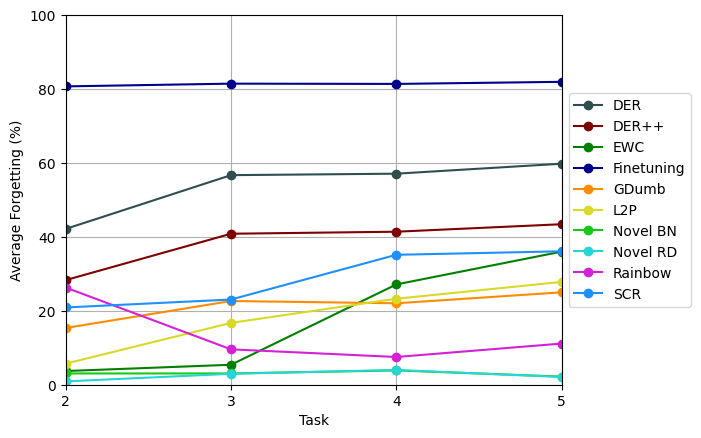 100
80
60
40
20
0
Average Forgetting (%)
2
3
4
5
Task
DER
DER++
EWC
Finetuning
GDumb
L2P
Novel BN
Novel RD
Rainbow
SCR